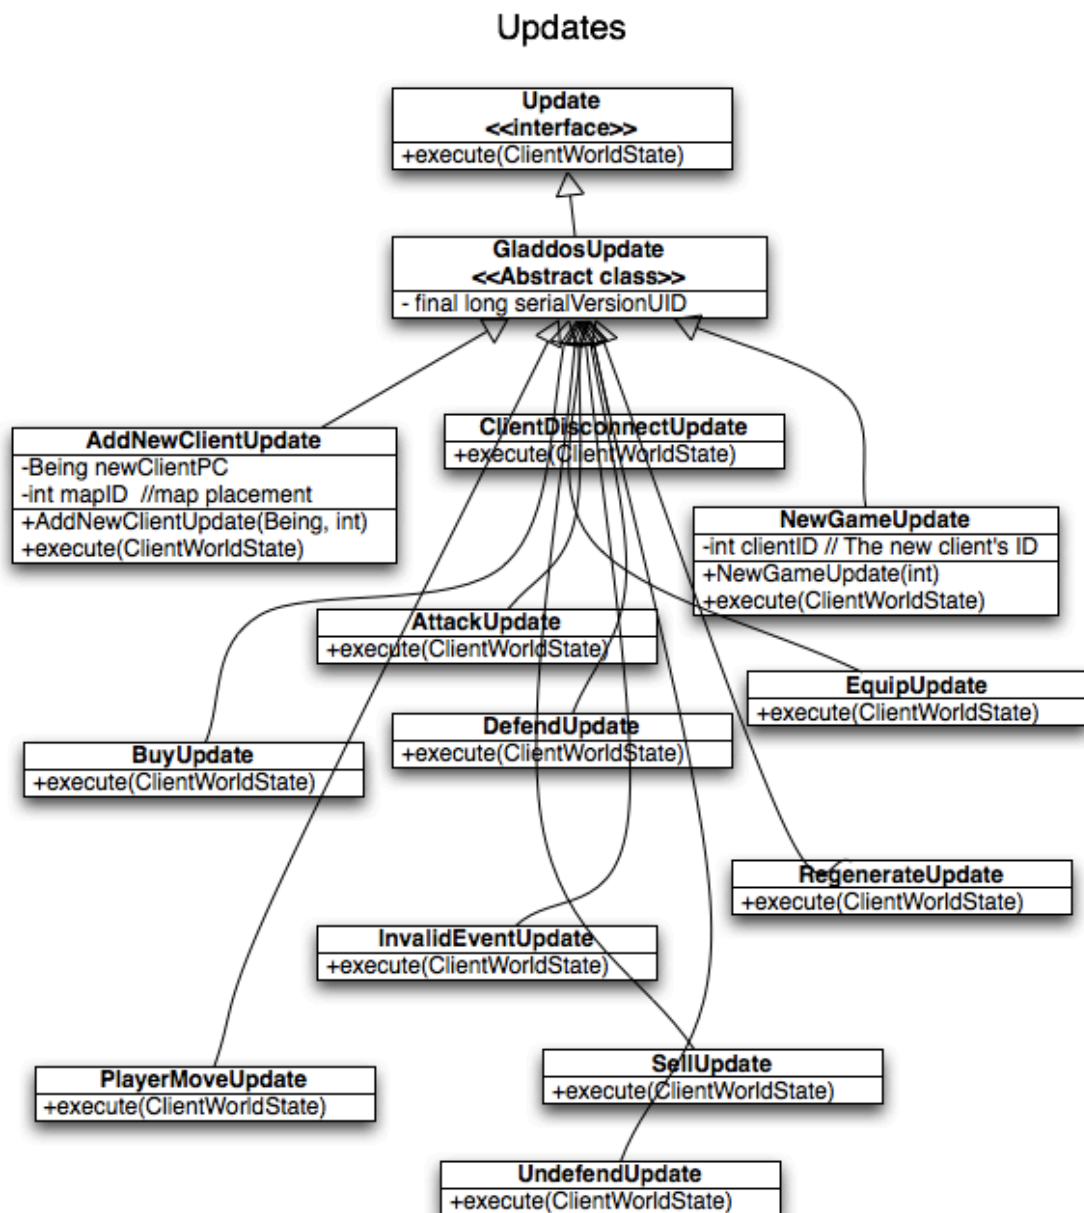 Updates
Update
<<interface>>
+execute(ClientWorldState)
GladdosUpdate
<<Abstract class>>
- final long serialVersionUID
AddNewClientUpdate
-Being newClientPC
-int mapID //map placement
+AddNewClientUpdate(Being, int)
+execute(ClientWorldState)
ClientDisconnectUpdate
+execute(ClientWorldState)
NewGameUpdate
-int clientID // The new client's ID
+NewGameUpdate(int)
+execute(ClientWorldState)
AttackUpdate
+execute(ClientWorldState)
EquipUpdate
+execute(ClientWorldState)
DefendUpdate
+execute(ClientWorldState)
BuyUpdate
+execute(ClientWorldState)
RegenerateUpdate
+execute(ClientWorldState)
InvalidEventUpdate
+execute(ClientWorldState)
SellUpdate
+execute(ClientWorldState)
PlayerMoveUpdate
+execute(ClientWorldState)
UndefendUpdate
+execute(ClientWorldState)